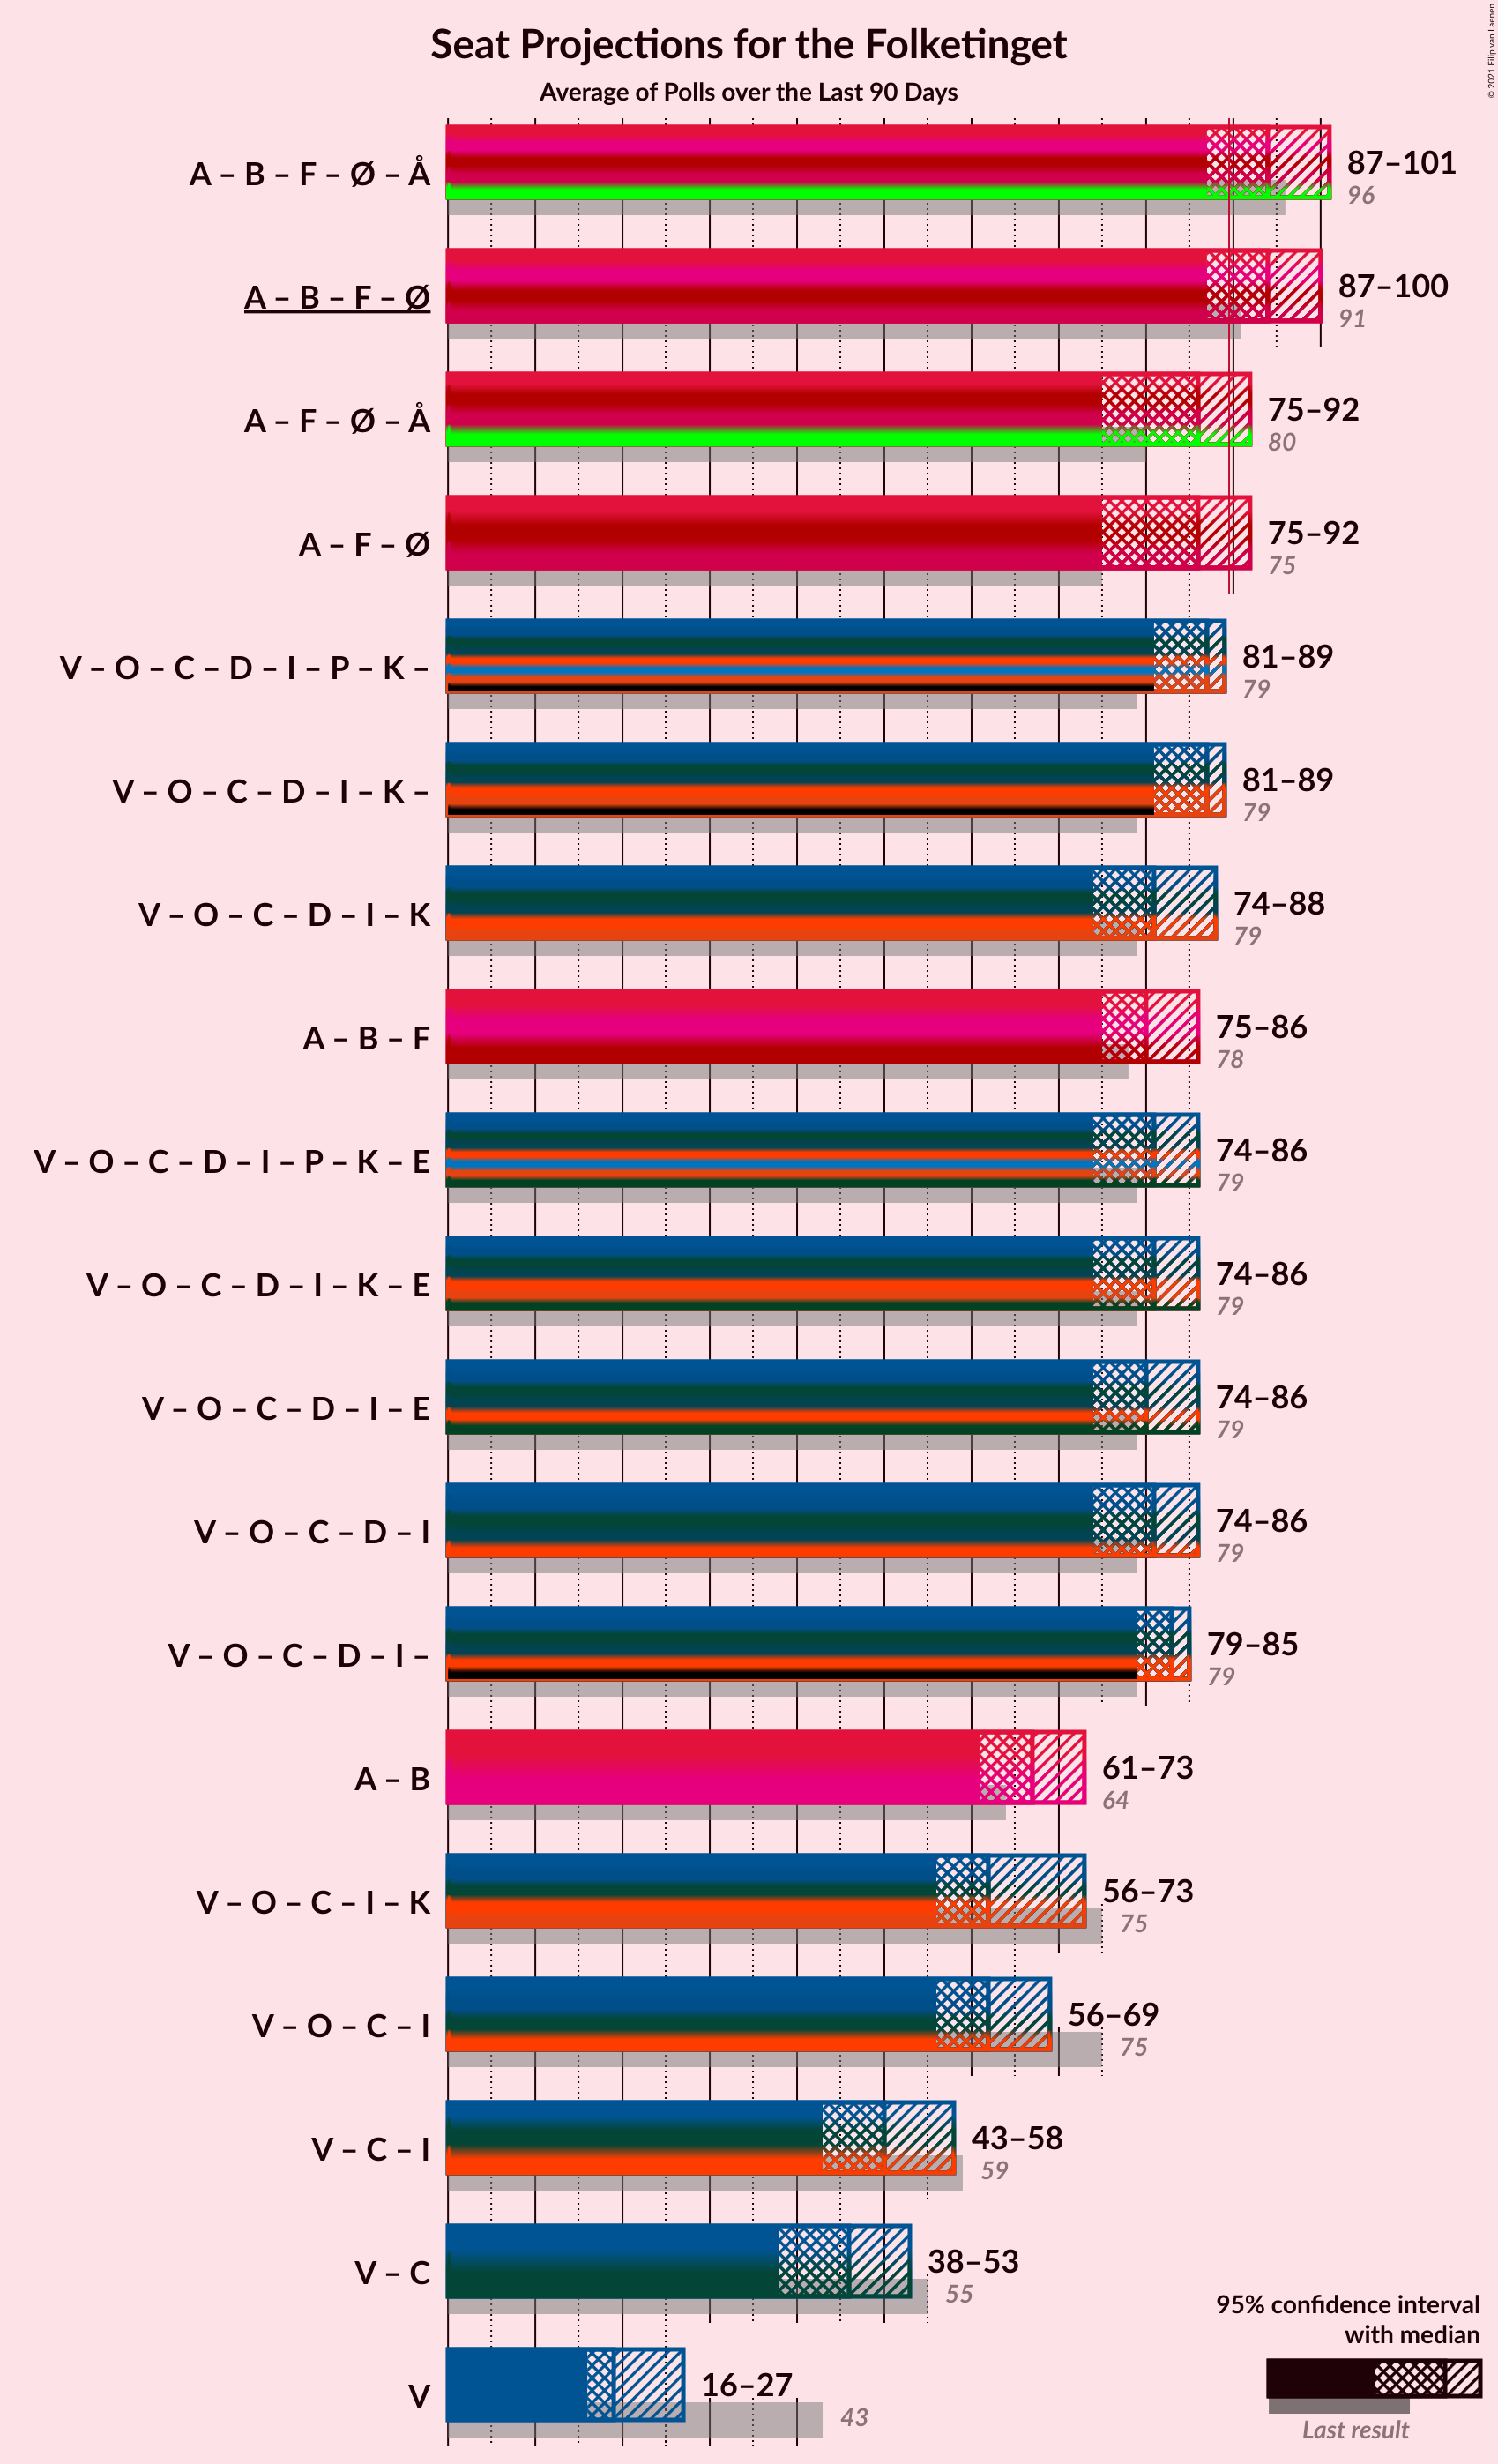 Seat Projections for the Folketinget
Average of Polls over the Last 90 Days
© 2021 Filip van Laenen
A – B – F – Ø – Å
87–101
96
A – B – F – Ø
87–100
91
A – F – Ø – Å
75–92
80
A – F – Ø
75–92
75
V – O – C – D – I – P – K –
81–89
79
V – O – C – D – I – K –
81–89
79
V – O – C – D – I – K
74–88
79
A – B – F
75–86
78
V – O – C – D – I – P – K – E
74–86
79
V – O – C – D – I – K – E
74–86
79
V – O – C – D – I – E
74–86
79
V – O – C – D – I
74–86
79
V – O – C – D – I –
79–85
79
A – B
61–73
64
V – O – C – I – K
56–73
75
V – O – C – I
56–69
75
V – C – I
43–58
59
V – C
38–53
55
V
16–27
43
95% confidence interval
with median
Last result